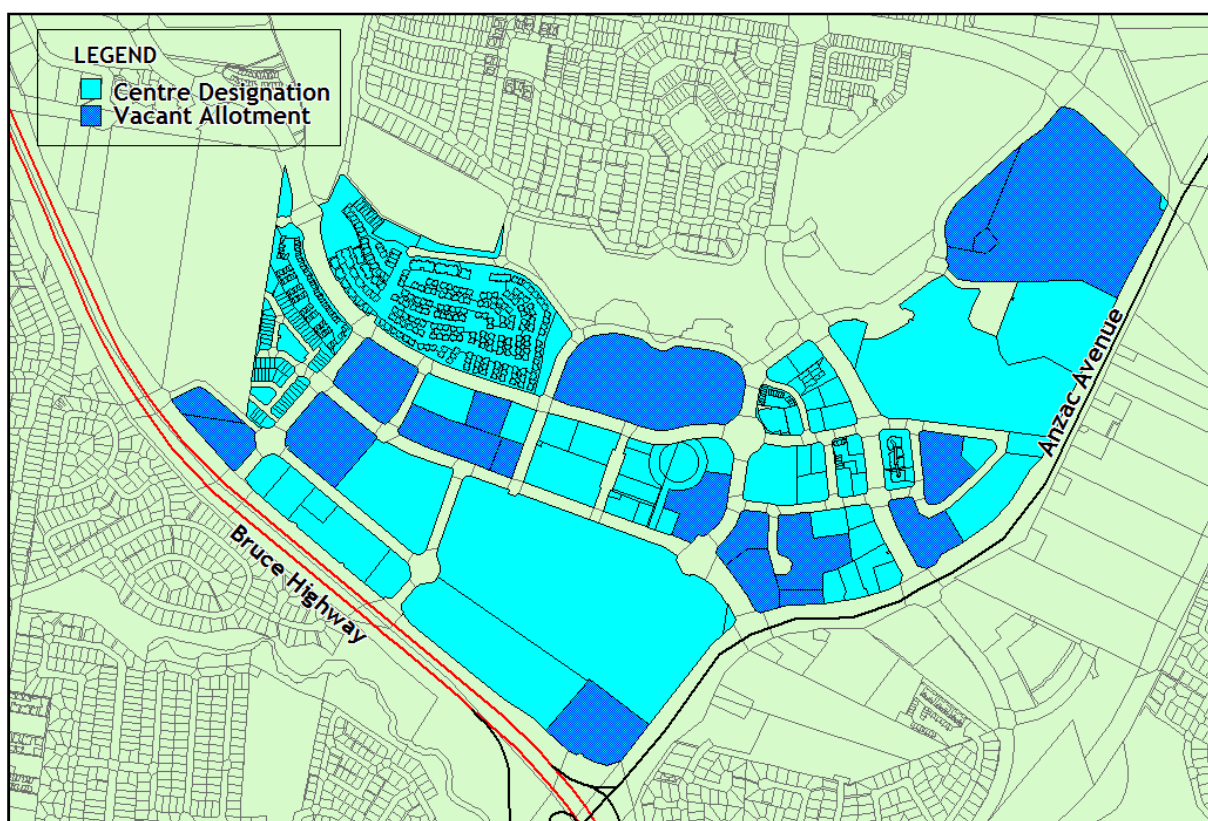 LEGEND
Centre Designation
Vacant Allotment
Anzac Avenue
Bruce Highway